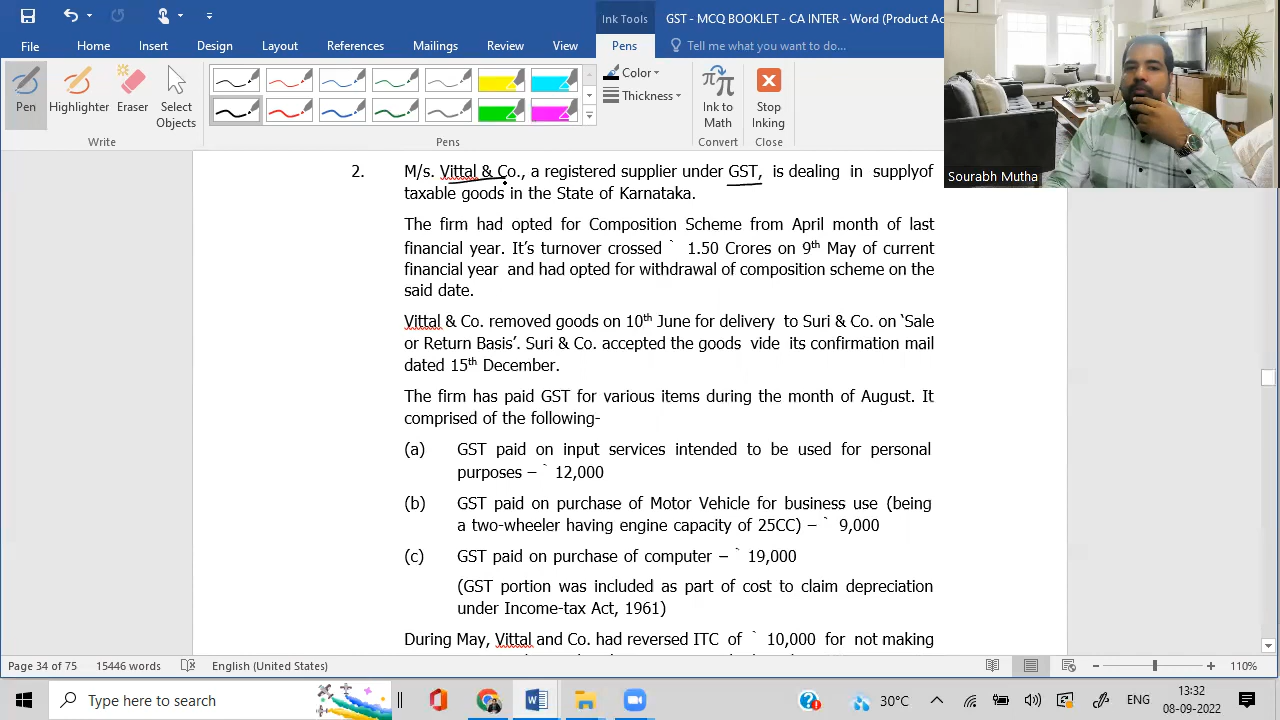 Ink Tools
GST - MCQ BOOKLET - CA INTER - Word (Product Ac
File Home Insert Design Layout References Mailings Review View Pens Tell me what you want to do...
Pen Highlighter Eraser Select Objects
Color
Thickness
Ink to Math
Stop Inking
Write Pens Convert Close
Sourabh Mutha
2. M/s. Vittal & Co., a registered supplier under GST, is dealing in supplyof
taxable goods in the State of Karnataka.
The firm had opted for Composition Scheme from April month of last
financial year. It's turnover crossed ` 1.50 Crores on 9th May of current
financial year and had opted for withdrawal of composition scheme on the
said date.
Vittal & Co. removed goods on 10th June for delivery to Suri & Co. on 'Sale
or Return Basis'. Suri & Co. accepted the goods vide its confirmation mail
dated 15th December.
The firm has paid GST for various items during the month of August. It
comprised of the following-
(a) GST paid on input services intended to be used for personal
purposes – ` 12,000
(b) GST paid on purchase of Motor Vehicle for business use (being
a two-wheeler having engine capacity of 25CC) – ` 9,000
(c) GST paid on purchase of computer – ` 19,000
(GST portion was included as part of cost to claim depreciation
under Income-tax Act, 1961)
During May, Vittal and Co. had reversed ITC of ` 10,000 for not making
Page 34 of 75 15446 words English (United States) 110%
Type here to search 30°C ENG 13:32
08-09-2022